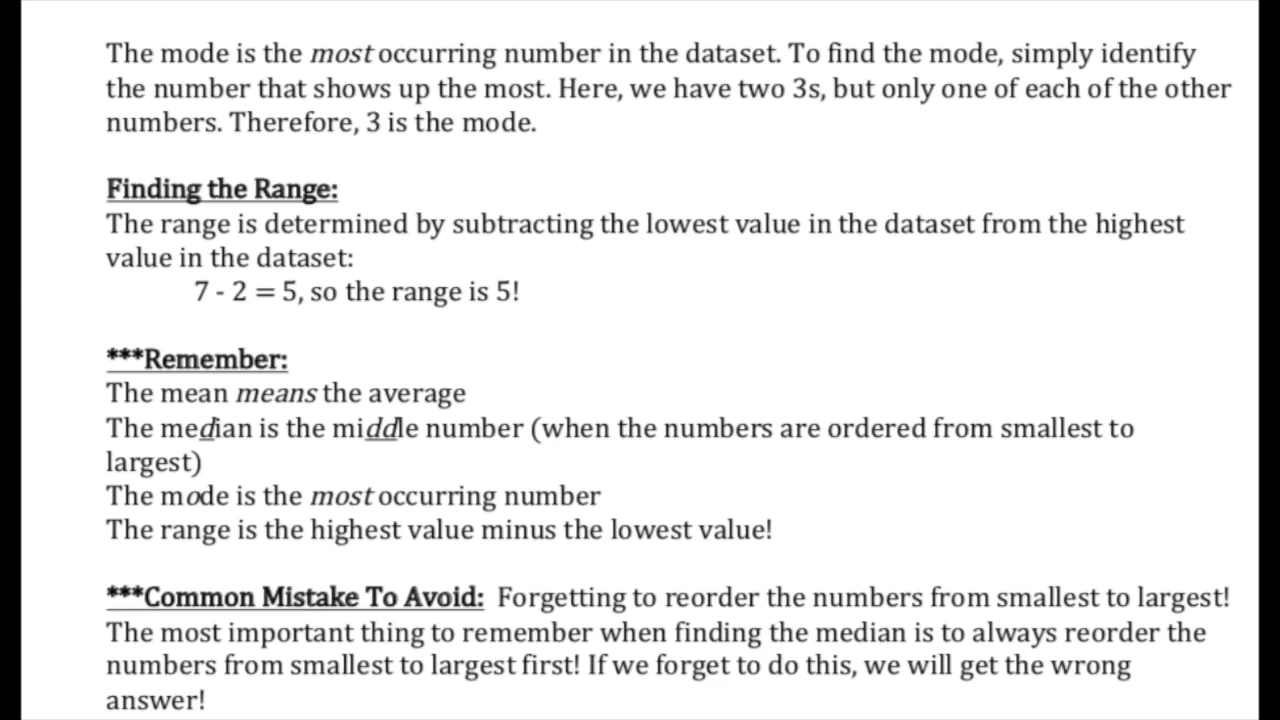 The mode is the most occurring number in the dataset. To find the mode, simply identify
the number that shows up the most. Here, we have two 3s, but only one of each of the other
numbers. Therefore, 3 is the mode.
Finding the Range:
The range is determined by subtracting the lowest value in the dataset from the highest
value in the dataset:
7 - 2 = 5, so the range is 5!
***Remember:
The mean means the average
The median is the middle number (when the numbers are ordered from smallest to
largest)
The mode is the most occurring number
The range is the highest value minus the lowest value!
***Common Mistake To Avoid: Forgetting to reorder the numbers from smallest to largest!
The most important thing to remember when finding the median is to always reorder the
numbers from smallest to largest first! If we forget to do this, we will get the wrong
answer!